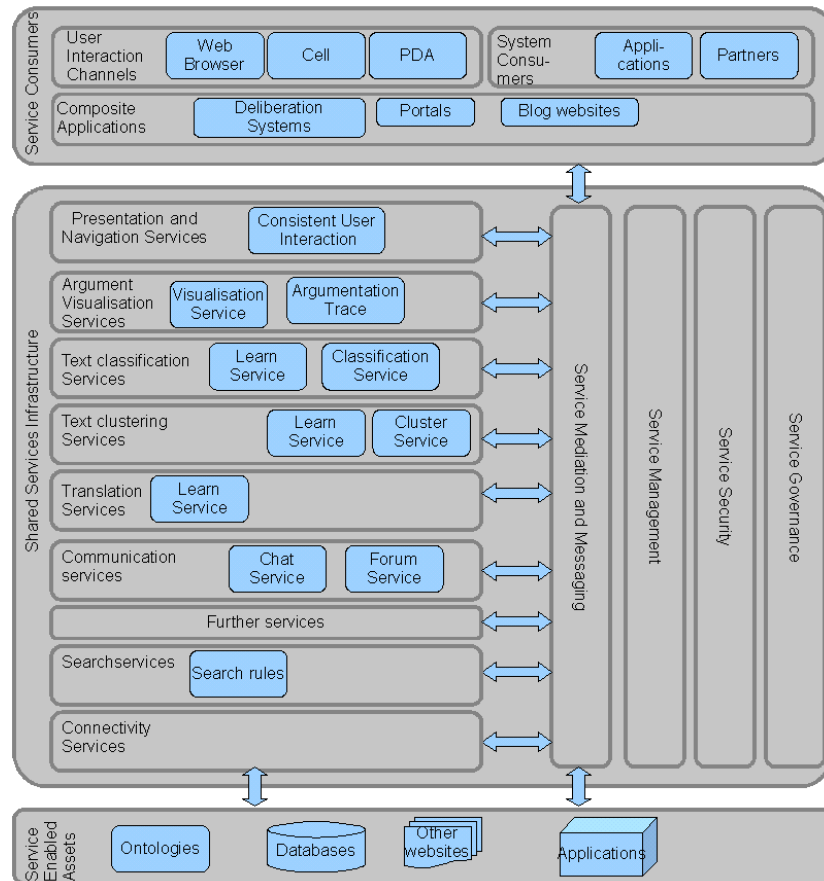 Service Consumers
User
Interaction
Channels
Web
Browser
Cell
PDA
System
Consu-
mers
Appli-
cations
Partners
Composite
Applications
Deliberation
Systems
Portals
Blog websites
Shared Services Infrastructure
Presentation and
Navigation Services
Consistent User
Interaction
Argument
Visualisation
Services
Visualisation
Service
Argumentation
Trace
Text classification
Services
Learn
Service
Classification
Service
Text clustering
Services
Learn
Service
Cluster
Service
Translation
Services
Learn
Service
Communication
services
Chat
Service
Forum
Service
Further services
Searchservices
Search rules
Connectivity
Services
Service Mediation and Messaging
Service Management
Service Security
Service Governance
Service
Enabled
Assets
Ontologies
Databases
Other
websites
Applications